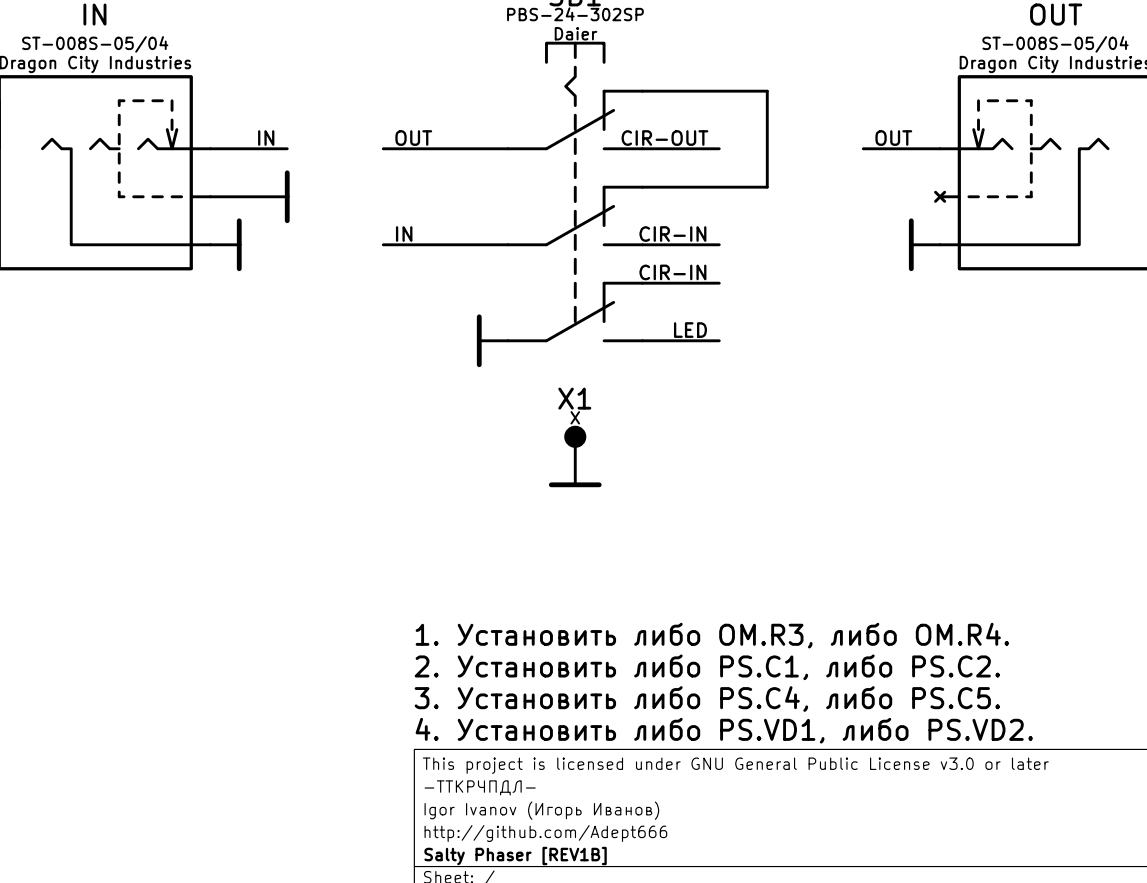 IN
ST-008S-05/04
Dragon City Industries
IN
SB1
PBS-24-302SP
Daier
OUT
CIR-OUT
IN
CIR-IN
CIR-IN
LED
OUT
ST-008S-05/04
Dragon City Industries
OUT
X1
X
1. Установить либо OM.R3, либо OM.R4.
2. Установить либо PS.C1, либо PS.C2.
3. Установить либо PS.C4, либо PS.C5.
4. Установить либо PS.VD1, либо PS.VD2.
This project is licensed under GNU General Public License v3.0 or later
-ТТКРЧПДЛ-
Igor Ivanov (Игорь Иванов)
http://github.com/Adept666
Salty Phaser [REV1B]
Sheet: /